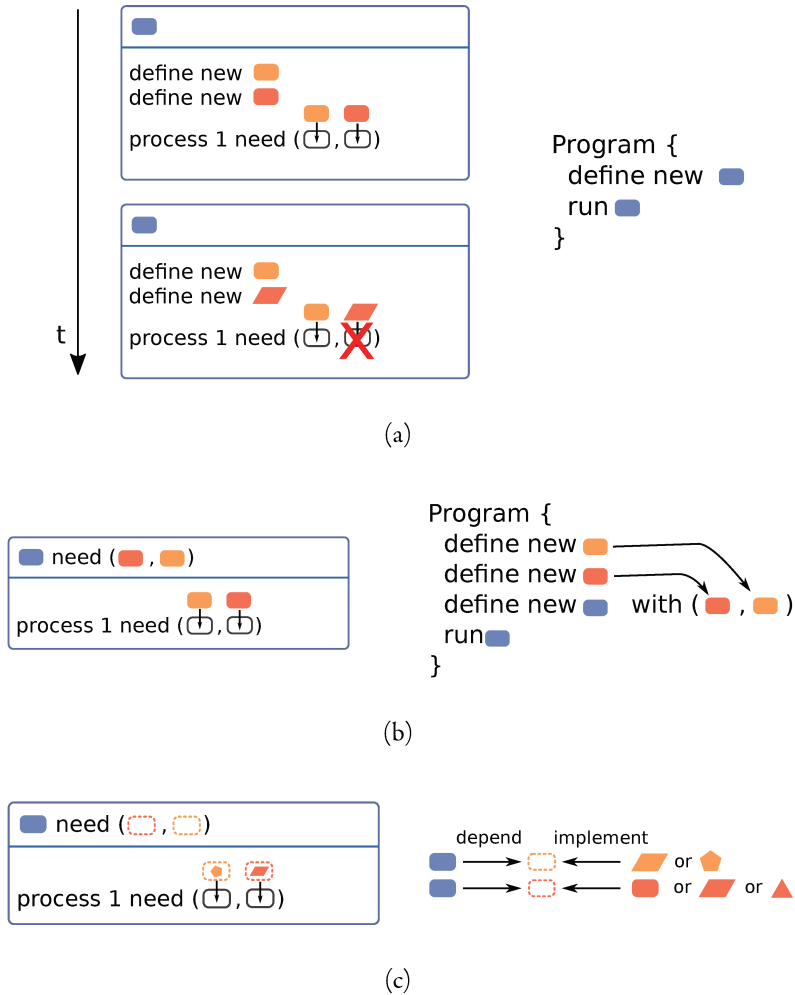 define new
define new
process 1 need ( , )
t
define new
define new
process 1 need ( , )
Program {
define new
run
}
(a)
need ( , )
process 1 need ( , )
Program {
define new
define new
define new with ( , )
run
}
(b)
need ( , )
process 1 need ( , )
depend implement
or
or or
(c)